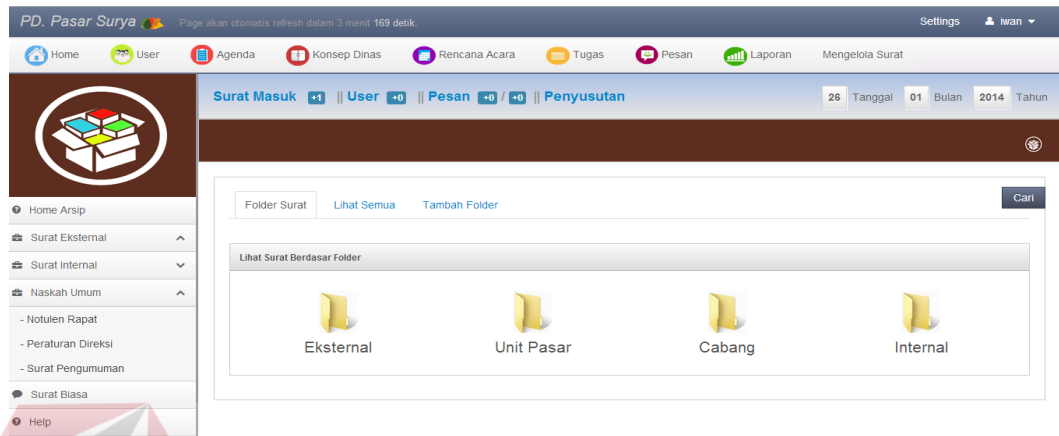 PD. Pasar Surya Page akan otomatis refresh dalam 3 menit 169 detik. Settings iwan
Home User Agenda Konsep Dinas Rencana Acara Tugas Pesan Laporan Mengelola Surat
Surat Masuk +1 || User +0 || Pesan +0 / +0 || Penyusutan 26 Tanggal 01 Bulan 2014 Tahun
Folder Surat Lihat Semua Tambah Folder Cari
Lihat Surat Berdasar Folder
Eksternal Unit Pasar Cabang Internal
Home Arsip
Surat Eksternal
Surat Internal
Naskah Umum
- Notulen Rapat
- Peraturan Direksi
- Surat Pengumuman
Surat Biasa
Help